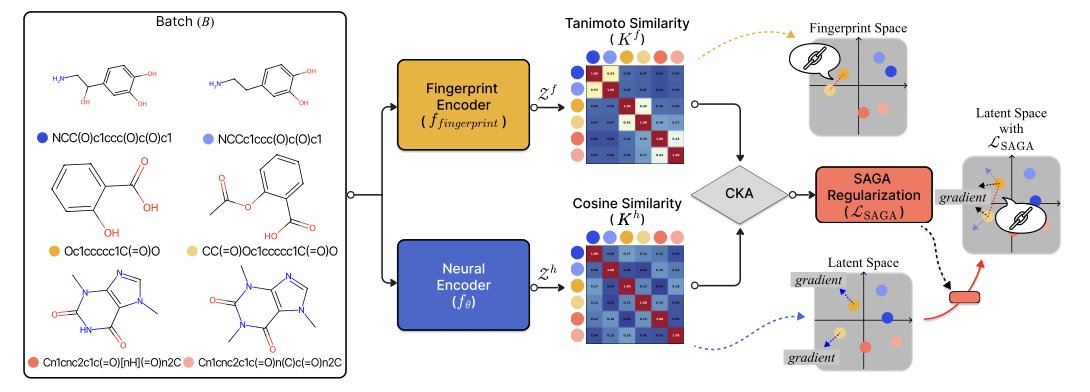 Batch (B)
NCC(O)c1ccc(O)c(O)c1
NCCc1ccc(O)c(O)c1
Oc1ccccc1C(=O)O
CC(=O)Oc1ccccc1C(=O)O
Cn1cnc2c1c(=O)[nH](=O)n2C
Cn1cnc2c1c(=O)n(C)c(=O)n2C
H₂N
OH
OH
OH
H₂N
OH
OH
O
OH
OH
O
O
O
HO
N
N
N
NH
O
O
N
N
N
N
O
O
Fingerprint
Encoder
(f_fingerprint)
Neural
Encoder
(f_θ)
Z^f
Z^h
Tanimoto Similarity
(K^f)
Cosine Similarity
(K^h)
CKA
SAGA
Regularization
(L_SAGA)
Fingerprint Space
Latent Space
gradient
gradient
Latent Space
with
L_SAGA
gradient